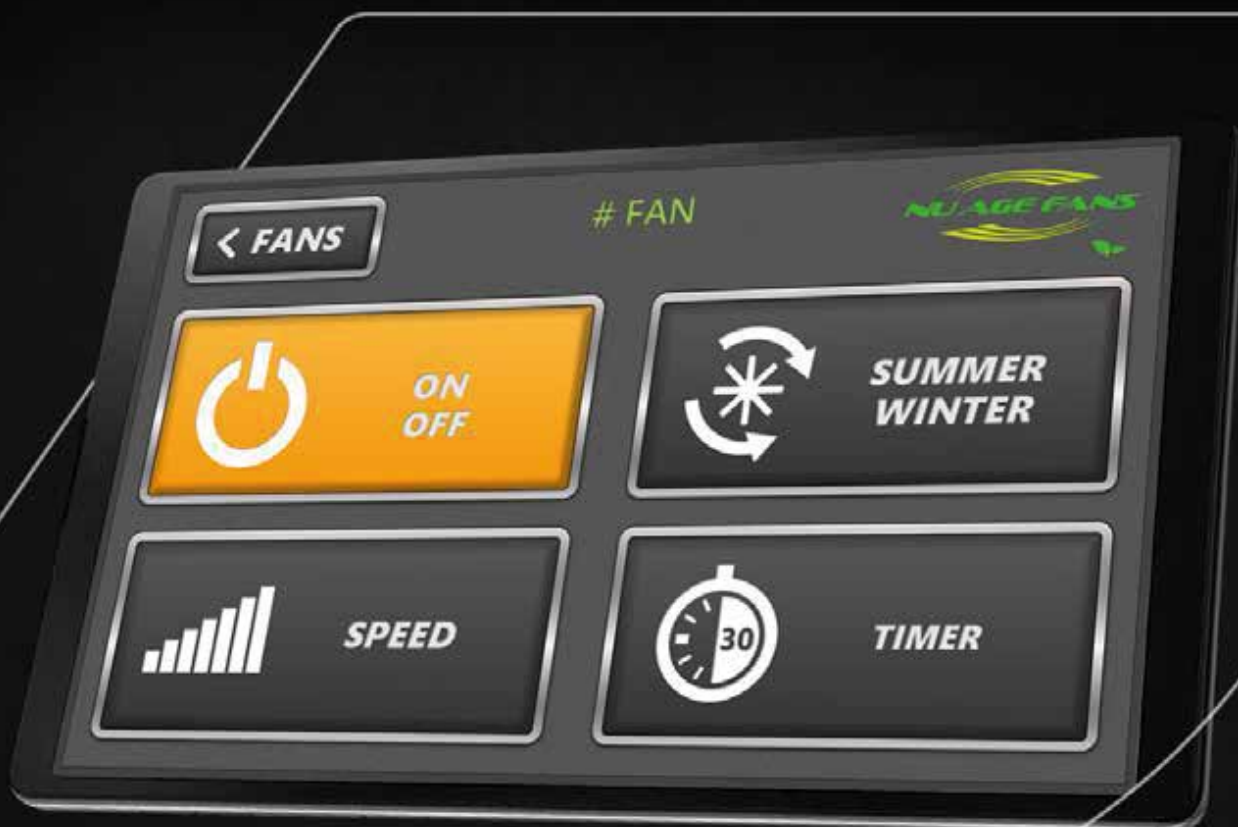 < FANS
# FAN
NU AGE FANS
ON
OFF
SUMMER
WINTER
SPEED
30
TIMER